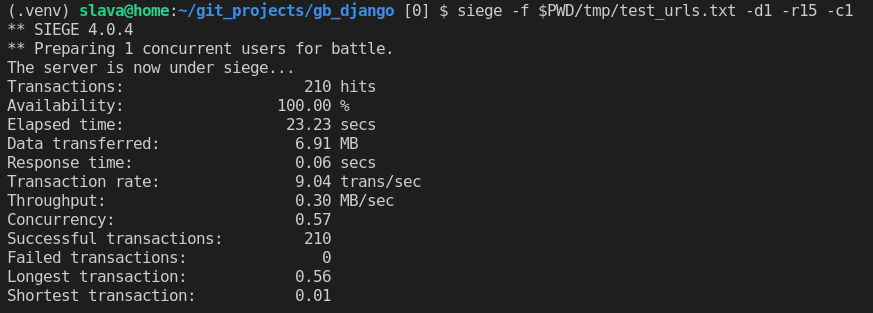 (.venv) slava@home:~/git_projects/gb_django [0] $ siege -f $PWD/tmp/test_urls.txt -d1 -r15 -c1
** SIEGE 4.0.4
** Preparing 1 concurrent users for battle.
The server is now under siege...
Transactions:                    210 hits
Availability:                 100.00 %
Elapsed time:                  23.23 secs
Data transferred:               6.91 MB
Response time:                  0.06 secs
Transaction rate:               9.04 trans/sec
Throughput:                     0.30 MB/sec
Concurrency:                    0.57
Successful transactions:         210
Failed transactions:               0
Longest transaction:            0.56
Shortest transaction:           0.01